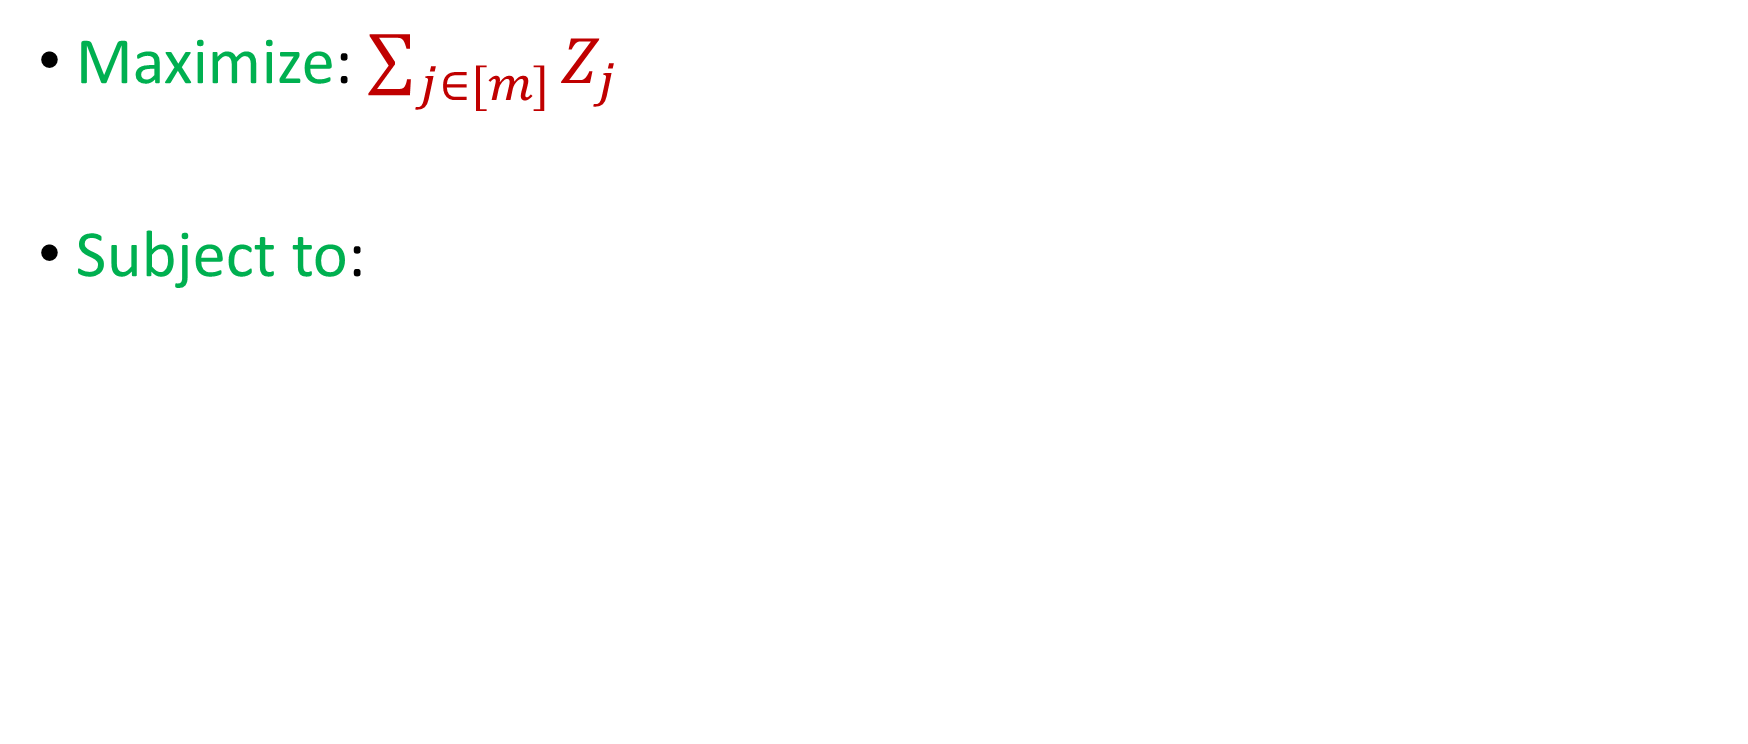 • Maximize: ∑_{j∈[m]} Z_j
• Subject to: